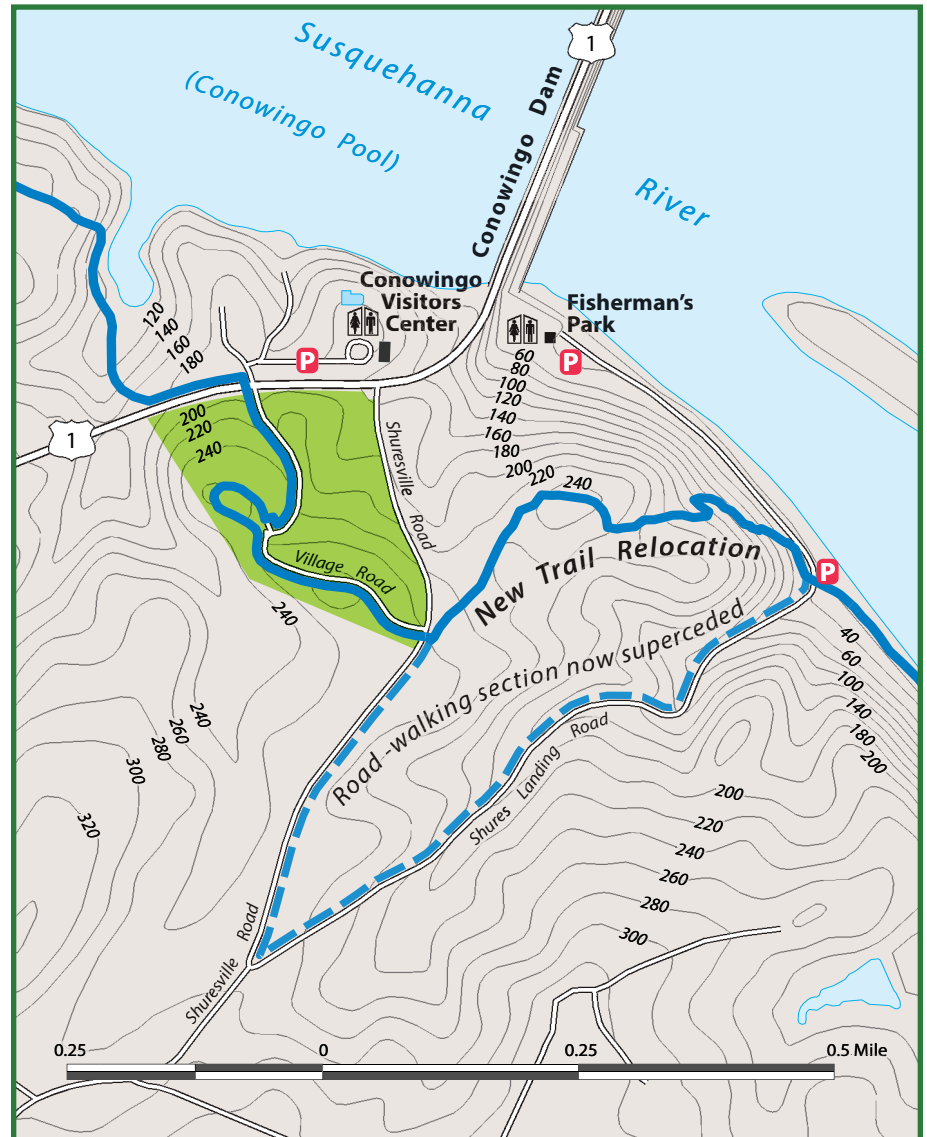 Susquehanna
(Conowingo Pool)
1
Conowingo Dam
River
Conowingo
Visitors
Center
Fisherman's
Park
P
P
120
140
160
180
60
80
100
120
140
160
180
200
220
240
1
200
220
240
Shuresville Road
Village Road
New Trail Relocation
P
240
Road-walking section now superceded
40
60
100
140
180
200
240
260
280
300
320
Shures Landing Road
200
220
240
260
280
300
Shuresville Road
0.25
0
0.25
0.5 Mile